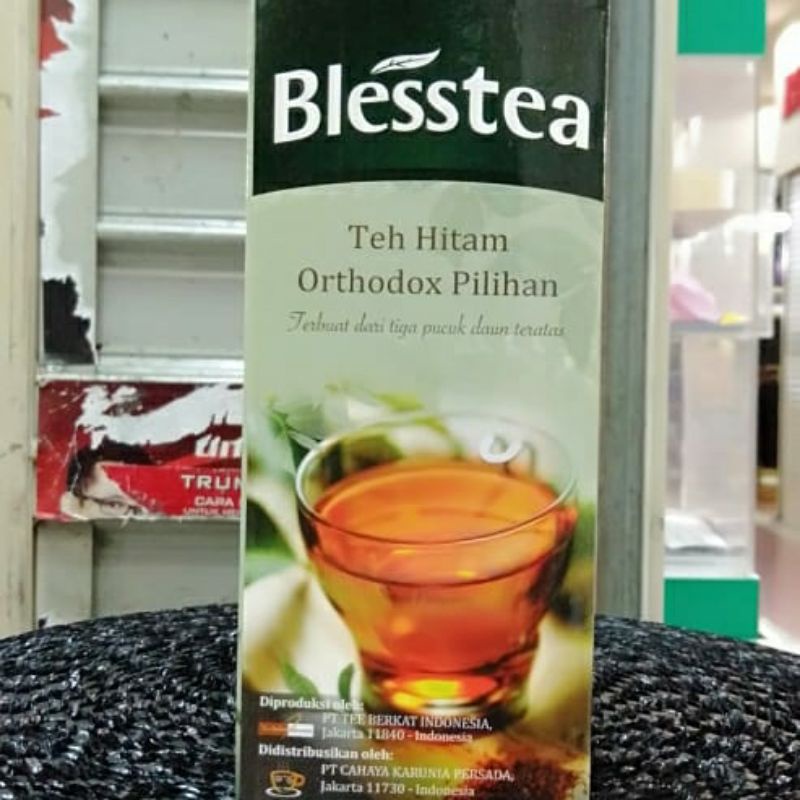 Blesstea
Teh Hitam
Orthodox Pilihan
Terbuat dari tiga pucuk daun teratas
TRUN
CARA
Diproduksi oleh:
PT TEE BERKAT INDONESIA,
Jakarta 11840 - Indonesia
Didistribusikan oleh:
PT CAHAYA KARUNIA PERSADA,
Jakarta 11730 - Indonesia